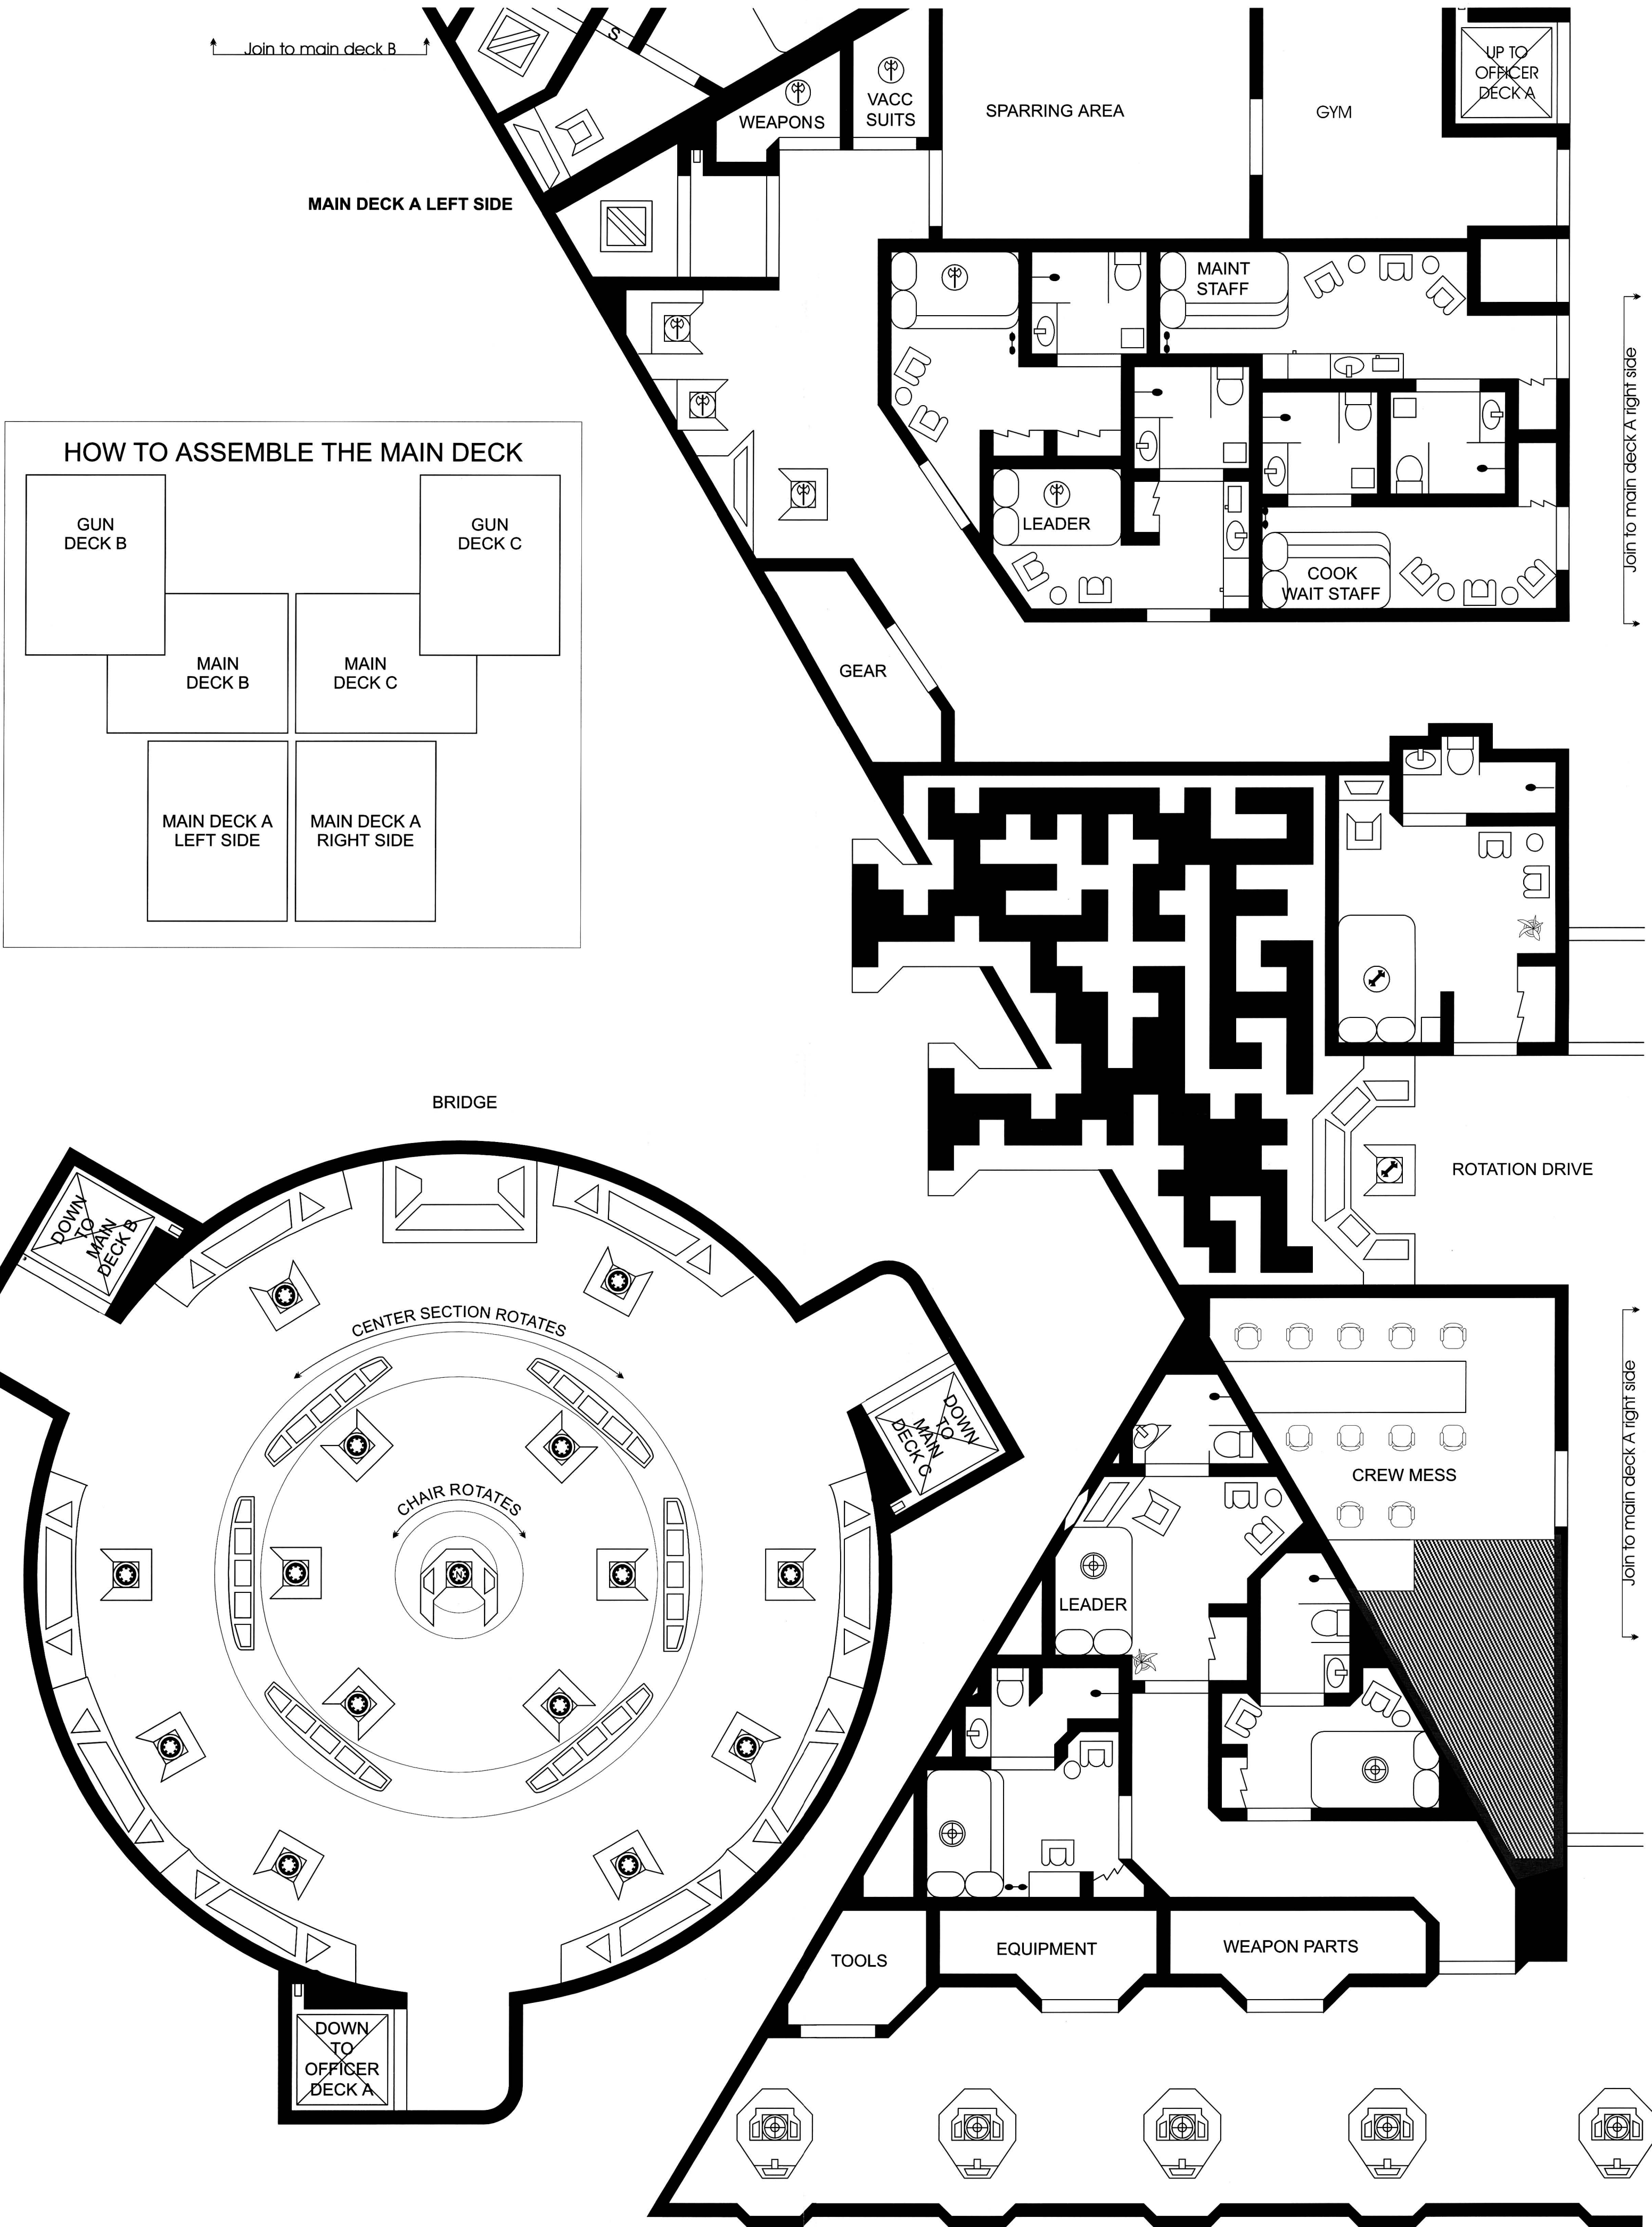 Join to main deck B
S
WEAPONS
VACC
SUITS
SPARRING AREA
GYM
UP TO
OFFICER
DECK A
MAIN DECK A LEFT SIDE
MAINT
STAFF
Join to main deck A right side
HOW TO ASSEMBLE THE MAIN DECK
GUN
DECK B
GUN
DECK C
MAIN
DECK B
MAIN
DECK C
MAIN DECK A
LEFT SIDE
MAIN DECK A
RIGHT SIDE
LEADER
COOK
WAIT STAFF
GEAR
BRIDGE
ROTATION DRIVE
DOWN
TO
MAIN
DECK B
CENTER SECTION ROTATES
DOWN
TO
MAIN
DECK C
CHAIR ROTATES
N
CREW MESS
Join to main deck A right side
LEADER
TOOLS
EQUIPMENT
WEAPON PARTS
DOWN
TO
OFFICER
DECK A